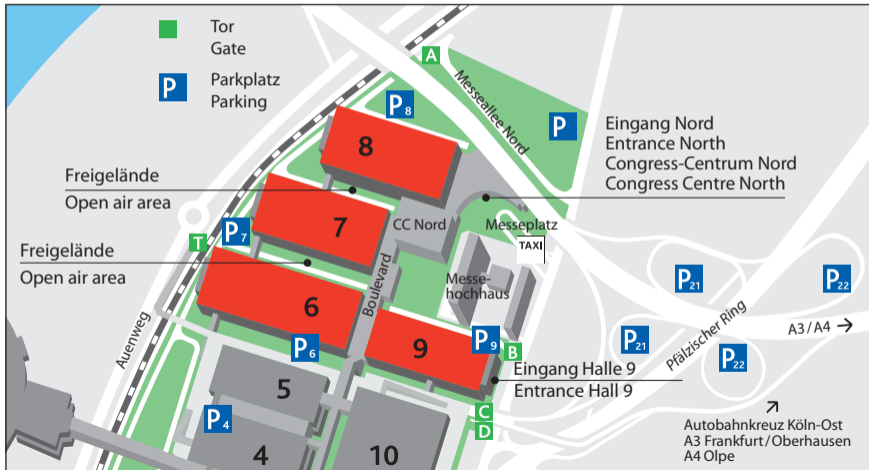 Tor
Gate
P Parkplatz
Parking
A
Messeallee Nord
P8
P
Eingang Nord
Entrance North
Congress-Centrum Nord
Congress Centre North
8
Freigelände
Open air area
7
CC Nord
Messeplatz
TAXI
T
P7
Freigelände
Open air area
Boulevard
Messe-
hochhaus
6
P21
P22
Auenweg
P6
9
P9
B
P21
Pfälzischer Ring
A3/A4
P22
Eingang Halle 9
Entrance Hall 9
5
P4
C
D
4
10
Autobahnkreuz Köln-Ost
A3 Frankfurt/Oberhausen
A4 Olpe